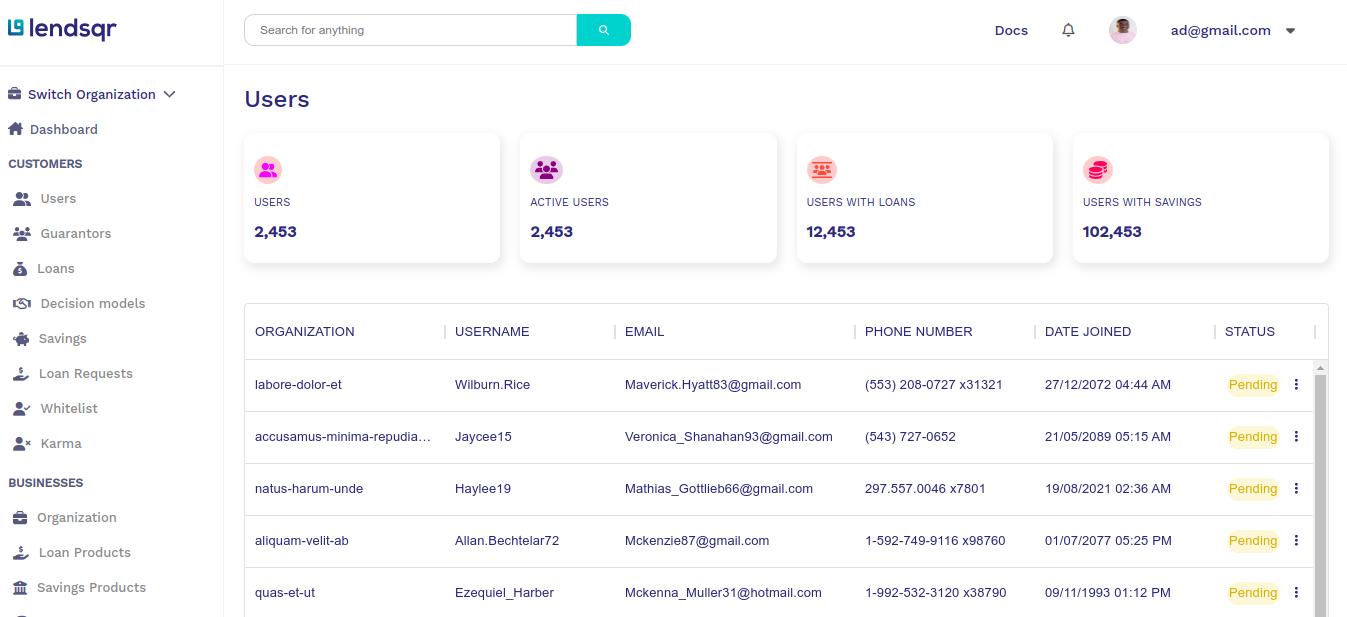 lendsqr
Search for anything
Docs
ad@gmail.com
Switch Organization
Dashboard
CUSTOMERS
Users
Guarantors
Loans
Decision models
Savings
Loan Requests
Whitelist
Karma
BUSINESSES
Organization
Loan Products
Savings Products
Users
USERS
2,453
ACTIVE USERS
2,453
USERS WITH LOANS
12,453
USERS WITH SAVINGS
102,453
ORGANIZATION USERNAME EMAIL PHONE NUMBER DATE JOINED STATUS
labore-dolor-et Wilburn.Rice Maverick.Hyatt83@gmail.com (553) 208-0727 x31321 27/12/2072 04:44 AM Pending
accusamus-minima-repudia... Jaycee15 Veronica_Shanahan93@gmail.com (543) 727-0652 21/05/2089 05:15 AM Pending
natus-harum-unde Haylee19 Mathias_Gottlieb66@gmail.com 297.557.0046 x7801 19/08/2021 02:36 AM Pending
aliquam-velit-ab Allan.Bechtelar72 Mckenzie87@gmail.com 1-592-749-9116 x98760 01/07/2077 05:25 PM Pending
quas-et-ut Ezequiel_Harber Mckenna_Muller31@hotmail.com 1-992-532-3120 x38790 09/11/1993 01:12 PM Pending